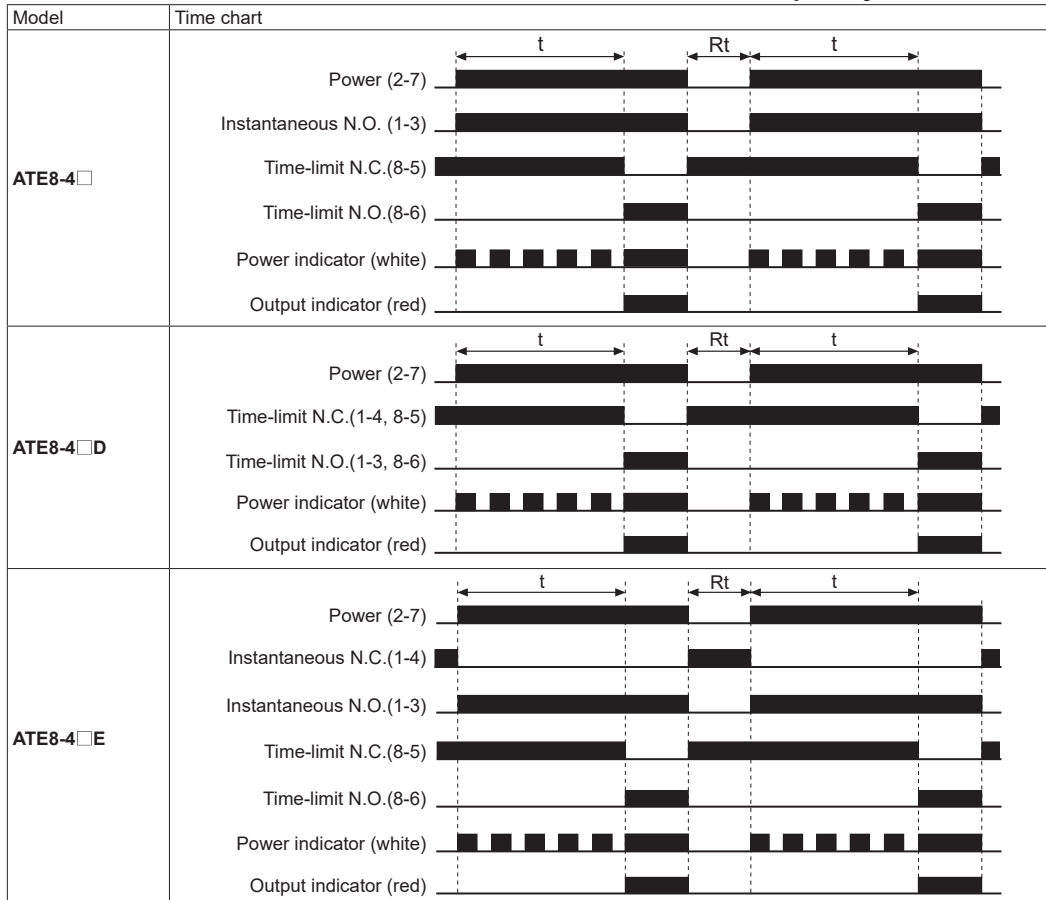 Model
Time chart
ATE8-4□
t
Rt
t
Power (2-7)
Instantaneous N.O. (1-3)
Time-limit N.C.(8-5)
Time-limit N.O.(8-6)
Power indicator (white)
Output indicator (red)
ATE8-4□D
t
Rt
t
Power (2-7)
Time-limit N.C.(1-4, 8-5)
Time-limit N.O.(1-3, 8-6)
Power indicator (white)
Output indicator (red)
ATE8-4□E
t
Rt
t
Power (2-7)
Instantaneous N.C.(1-4)
Instantaneous N.O.(1-3)
Time-limit N.C.(8-5)
Time-limit N.O.(8-6)
Power indicator (white)
Output indicator (red)